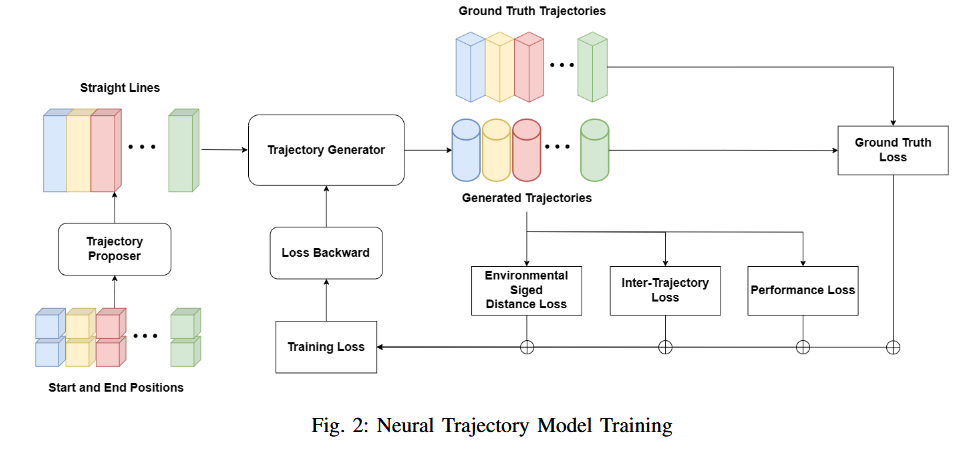 Ground Truth Trajectories
Straight Lines
Trajectory Generator
Ground Truth
Loss
Generated Trajectories
Trajectory
Proposer
Loss Backward
Environmental
Siged
Distance Loss
Inter-Trajectory
Loss
Performance Loss
Training Loss
Start and End Positions
Fig. 2: Neural Trajectory Model Training